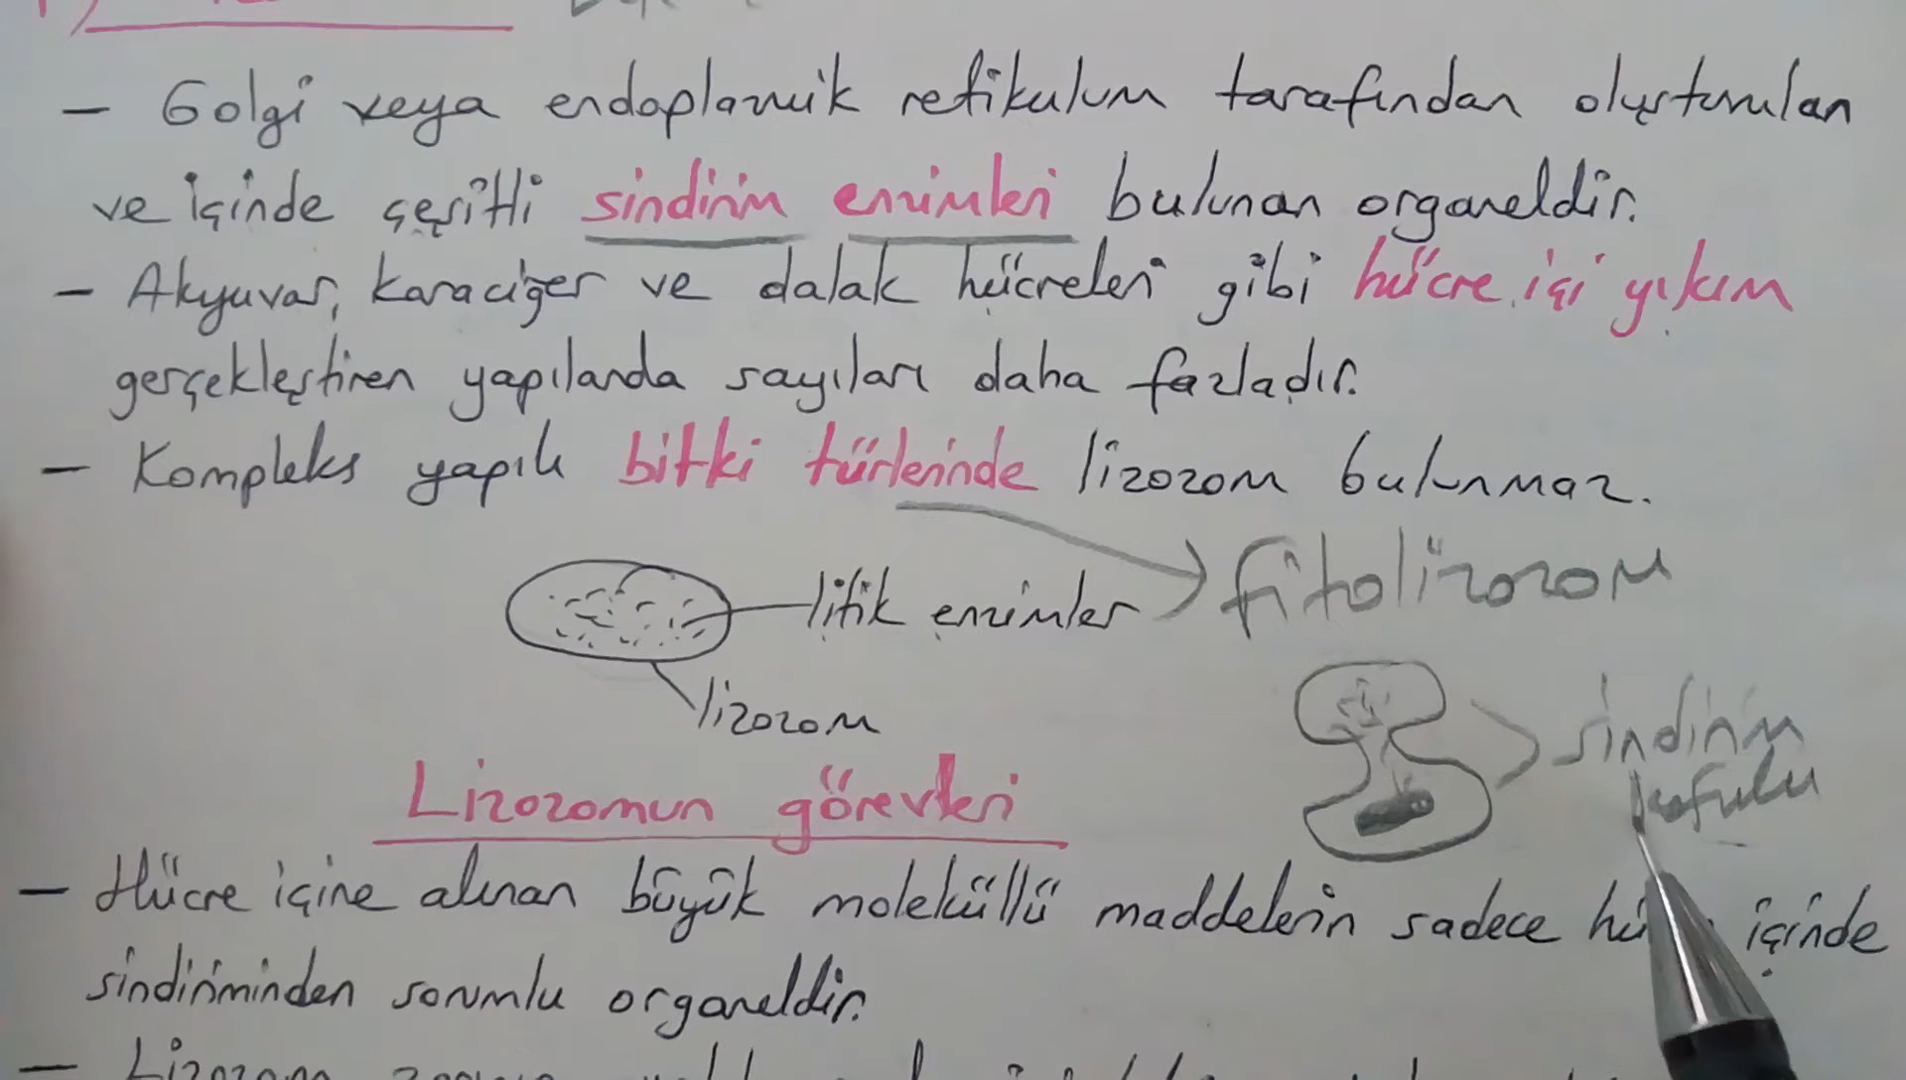 - Golgi veya endoplazmik retikulum tarafından oluşturulan
ve içinde çeşitli sindirim enzimleri bulunan organeldir.
- Akyuvar, karaciğer ve dalak hücreleri gibi hücre içi yıkım
gerçekleştiren yapılarda sayıları daha fazladır.
- Kompleks yapılı bitki türlerinde lizozom bulunmaz.
fitolizozom
litik enzimler
lizozom
sindirim
kofulu
Lizozomun görevleri
- Hücre içine alınan büyük moleküllü maddelerin sadece içinde
sindiriminden sorumlu organeldir.